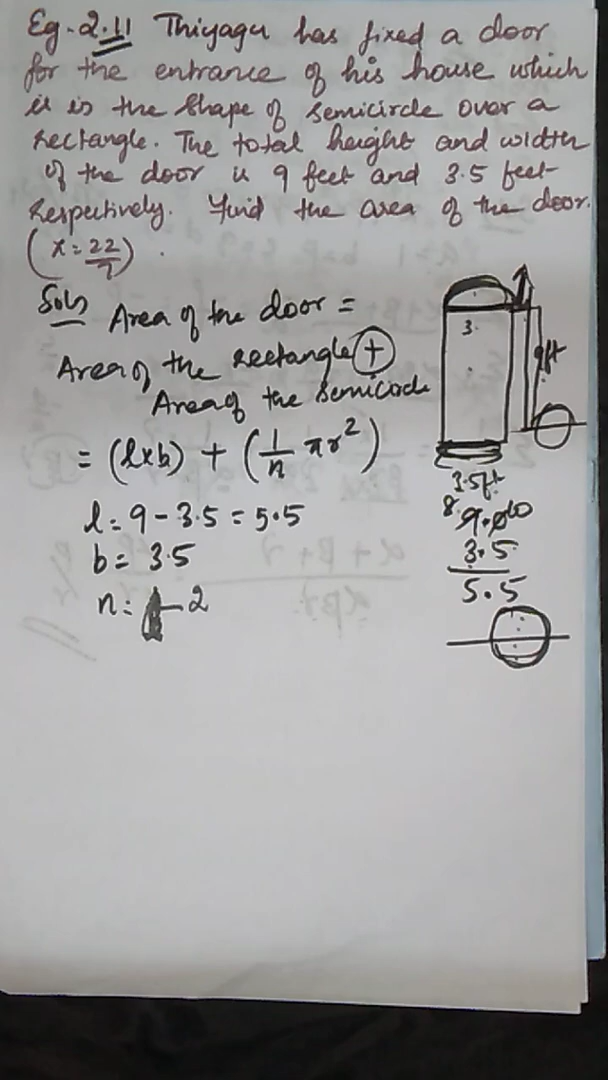 Eg-2.11 Thiyagu has fixed a door
for the entrance of his house which
is in the shape of semicircle over a
rectangle. The total height and width
of the door is 9 feet and 3.5 feet
respectively. Find the area of the door.
(π = 22/7).
Soln Area of the door =
Area of the rectangle +
Area of the semicircle
= (l×b) + (1/n πr²)
l = 9 - 3.5 = 5.5
b = 3.5
n = 2
3.
9ft
3.5ft
3.5
5.5